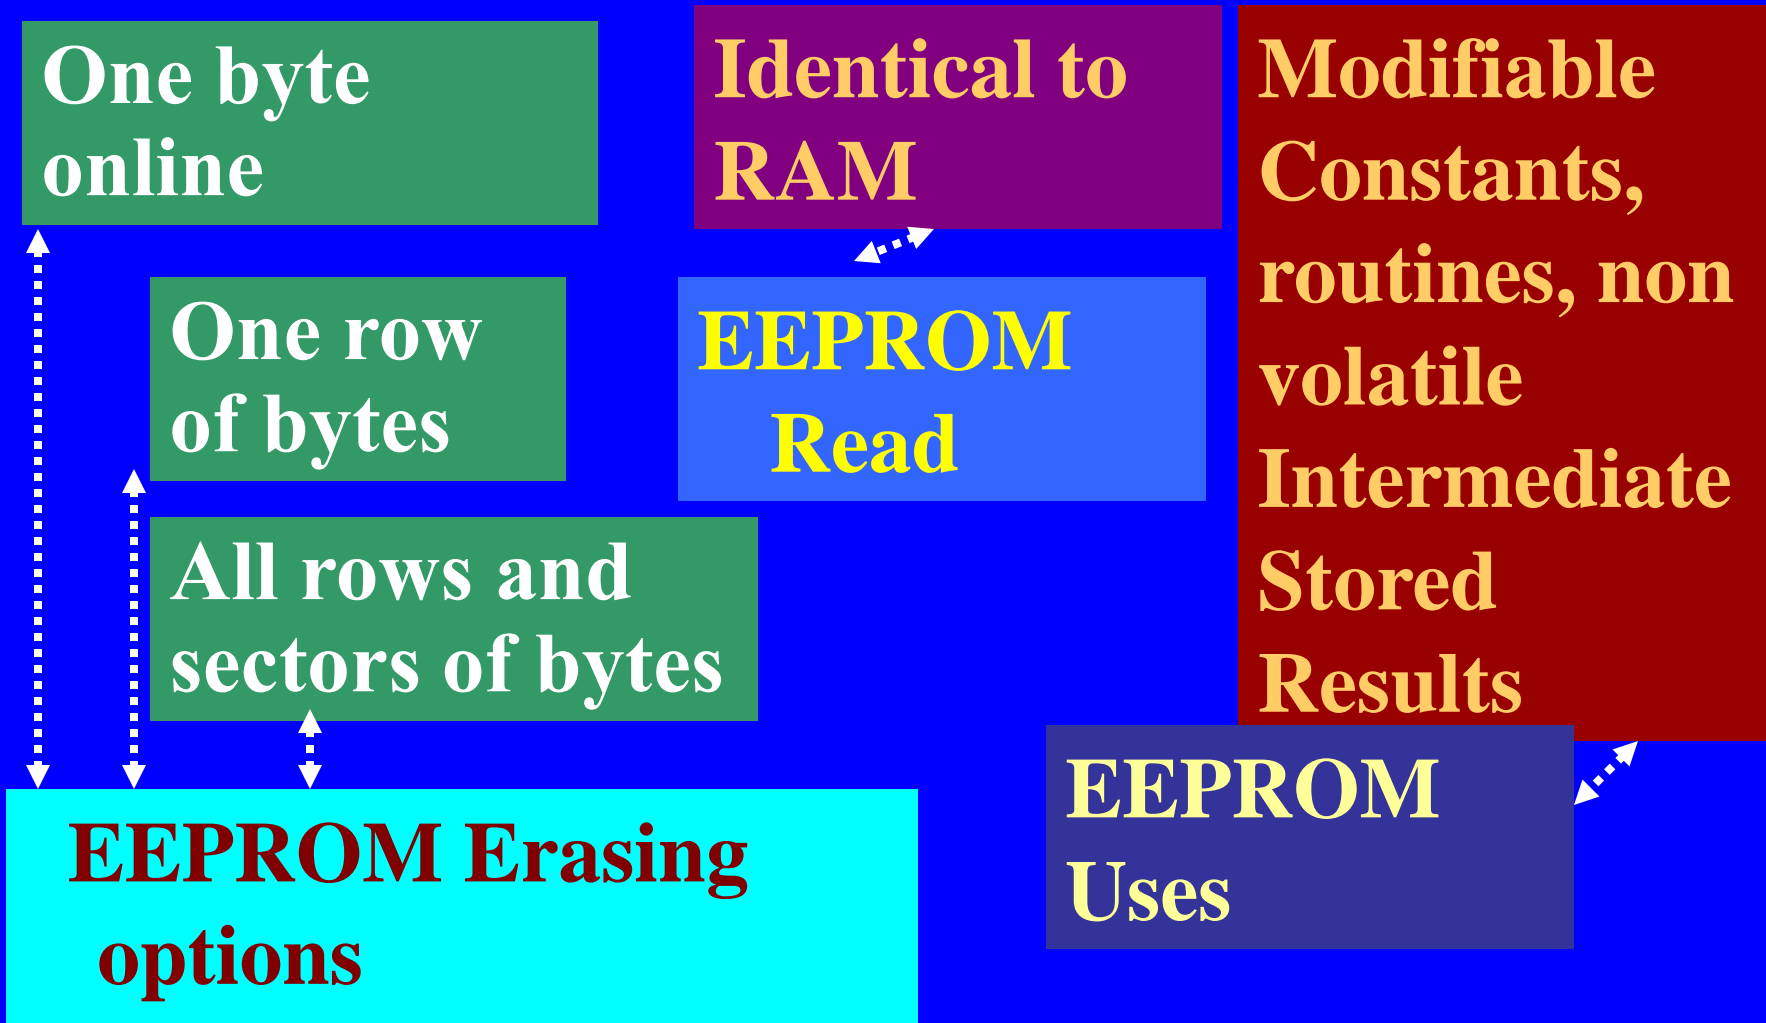 One byte
online
Identical to
RAM
Modifiable
Constants,
routines, non
volatile
Intermediate
Stored
Results
One row
of bytes
EEPROM
Read
All rows and
sectors of bytes
EEPROM Erasing
options
EEPROM
Uses